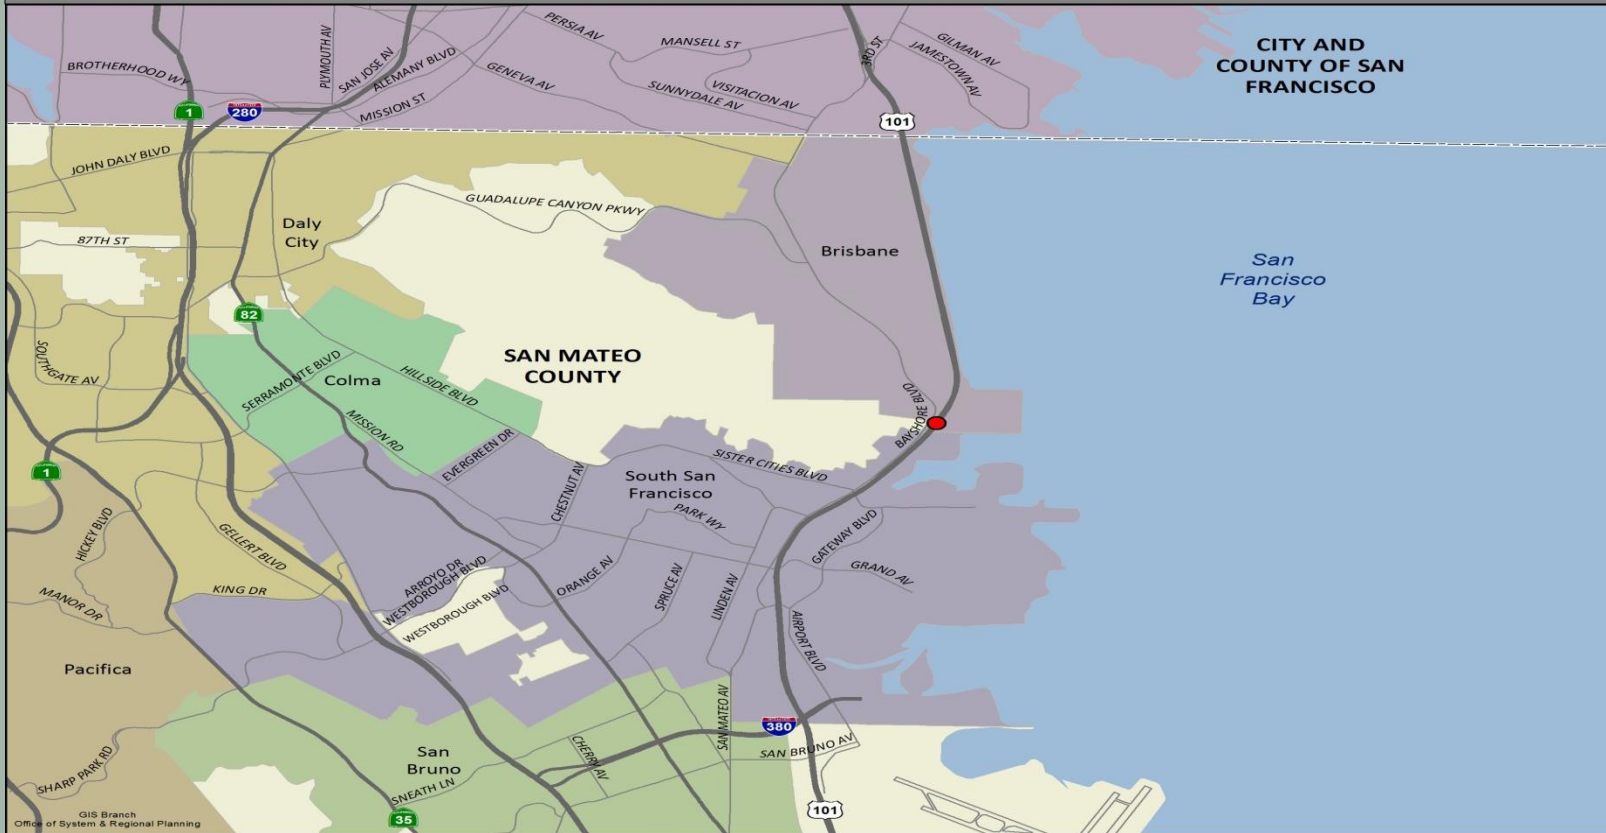 PERSIA AV
MANSELL ST
3RD ST
GILMAN AV
JAMESTOWN AV
CITY AND
COUNTY OF SAN
FRANCISCO
PLYMOUTH AV
SAN JOSE AV
ALEMANY BLVD
BROTHERHOOD WY
GENEVA AV
SUNNYDALE AV
VISITACION AV
MISSION ST
1
280
101
JOHN DALY BLVD
GUADALUPE CANYON PKWY
Daly
City
87TH ST
Brisbane
San
Francisco
Bay
82
SOUTHGATE AV
SERRAMONTE BLVD
Colma
HILLSIDE BLVD
SAN MATEO
COUNTY
MISSION RD
EVERGREEN DR
BAYSHORE BLVD
SISTER CITIES BLVD
1
CHESTNUT AV
South San
Francisco
PARK WY
HICKEY BLVD
GELLERT BLVD
GATEWAY BLVD
GRAND AV
KING DR
MANOR DR
ARROYO DR
WESTBOROUGH BLVD
WESTBOROUGH BLVD
ORANGE AV
SPRUCE AV
LINDEN AV
AIRPORT BLVD
Pacifica
SAN MATEO AV
380
SAN BRUNO AV
San
Bruno
CHERRY AV
SHARP PARK RD
SNEATH LN
35
101
GIS Branch
Office of System & Regional Planning